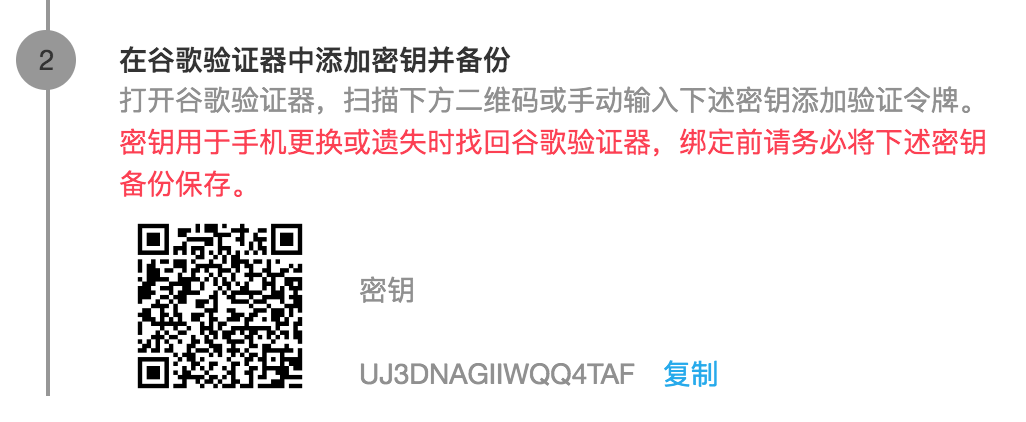 2
在谷歌验证器中添加密钥并备份
打开谷歌验证器，扫描下方二维码或手动输入下述密钥添加验证令牌。
密钥用于手机更换或遗失时找回谷歌验证器，绑定前请务必将下述密钥
备份保存。
密钥
UJ3DNAGIIWQQ4TAF 复制